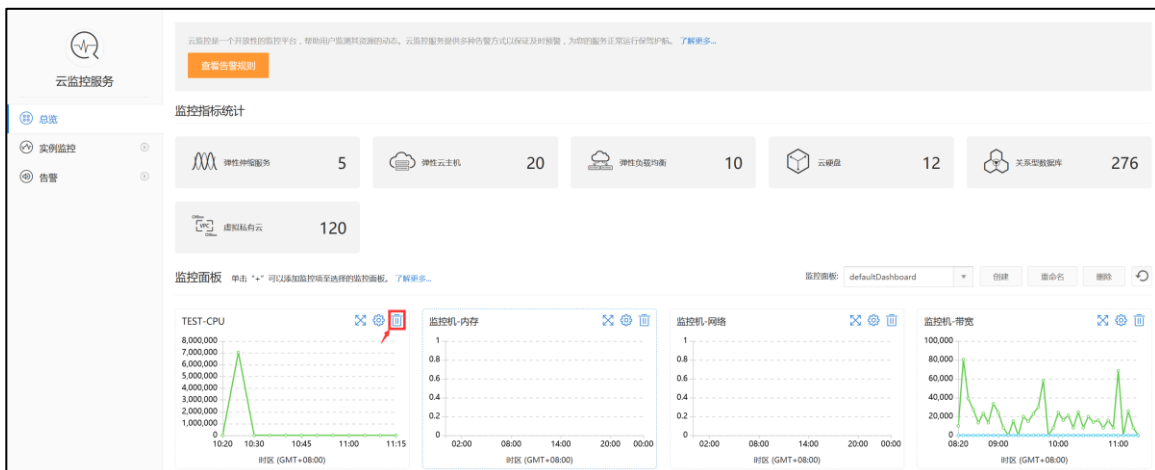 云监控服务
总览
实例监控
告警
云监控是一个开放性的监控平台，帮助用户监测其资源的动态。云监控服务提供多种告警方式以保证及时预警，为您的服务正常运行保驾护航。 了解更多...
查看告警规则
监控指标统计
弹性伸缩服务 5
弹性云主机 20
弹性负载均衡 10
云硬盘 12
关系型数据库 276
VPC 虚拟私有云 120
监控面板 单击 "+" 可以添加监控项至选择的监控面板。 了解更多...
监控面板: defaultDashboard 创建 重命名 删除
TEST-CPU
8,000,000
7,000,000
6,000,000
5,000,000
4,000,000
3,000,000
2,000,000
1,000,000
0
10:20 10:30 10:45 11:00 11:15
时区 (GMT+08:00)
监控机-内存
1
0.8
0.6
0.4
0.2
0
02:00 08:00 14:00 20:00 00:00
时区 (GMT+08:00)
监控机-网络
1
0.8
0.6
0.4
0.2
0
02:00 08:00 14:00 20:00 00:00
时区 (GMT+08:00)
监控机-带宽
100,000
80,000
60,000
40,000
20,000
0
08:20 09:00 10:00 11:00
时区 (GMT+08:00)